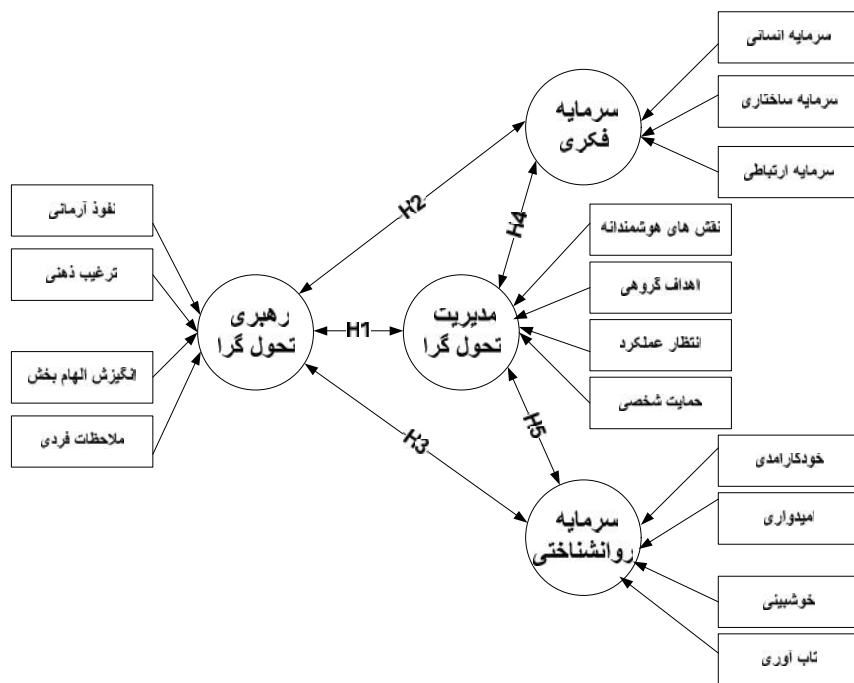 سرمایه انسانی
سرمایه ساختاری
سرمایه ارتباطی
سرمایه
فکری
H2
H4
نقش های هوشمندانه
اهداف گروهی
انتظار عملکرد
حمایت شخصی
مدیریت
تحول گرا
H1
رهبری
تحول گرا
نفوذ آرمانی
ترغیب ذهنی
انگیزش الهام بخش
ملاحظات فردی
H3
H5
سرمایه
روانشناختی
خودکارامدی
امیدواری
خوشبینی
تاب آوری